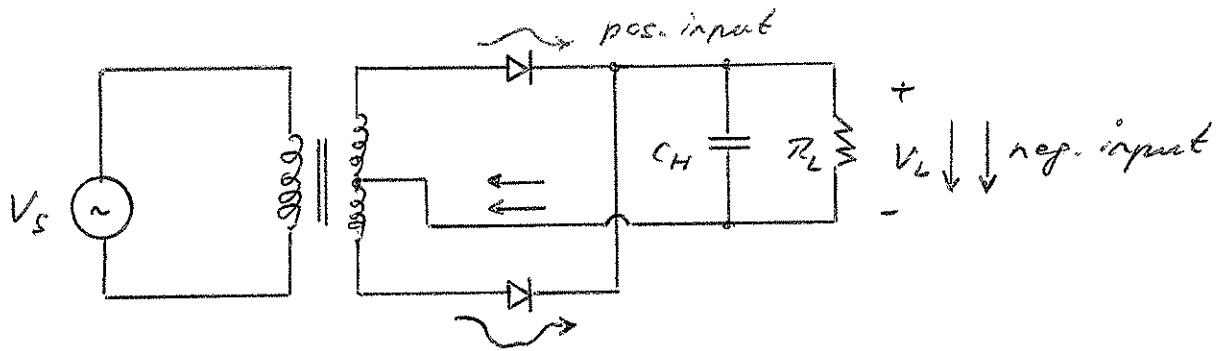 pos. input
+
C_H
R_L
V_L
neg. input
-
V_S
~